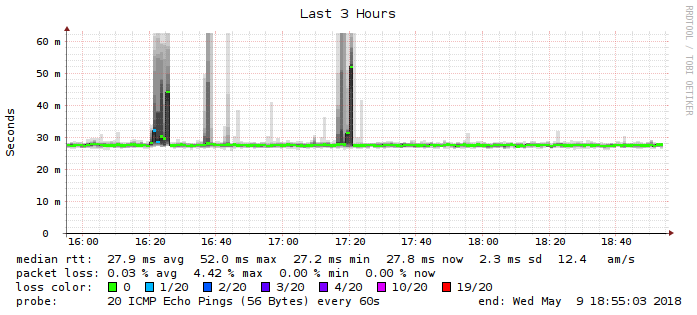 Last 3 Hours
RRDTOOL / TOBI OETIKER
Seconds
60 m
50 m
40 m
30 m
20 m
10 m
0
16:00 16:20 16:40 17:00 17:20 17:40 18:00 18:20 18:40
median rtt: 27.9 ms avg 52.0 ms max 27.2 ms min 27.8 ms now 2.3 ms sd 12.4 am/s
packet loss: 0.03 % avg 4.42 % max 0.00 % min 0.00 % now
loss color: 0 1/20 2/20 3/20 4/20 10/20 19/20
probe: 20 ICMP Echo Pings (56 Bytes) every 60s end: Wed May 9 18:55:03 2018